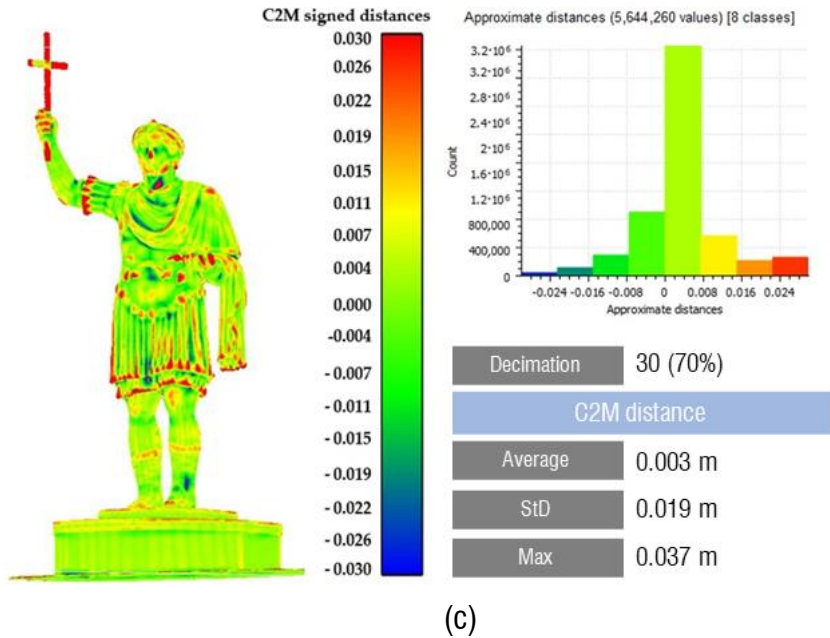 C2M signed distances
0.030
0.026
0.022
0.019
0.015
0.011
0.007
0.004
0.000
-0.004
-0.007
-0.011
-0.015
-0.019
-0.022
-0.026
-0.030
Approximate distances (5,644,260 values) [8 classes]
Count
3.2·10⁶
3.2·10⁶
2.8·10⁶
2.4·10⁶
2·10⁶
1.6·10⁶
1.2·10⁶
800,000
400,000
0
-0.024 -0.016 -0.008 0 0.008 0.016 0.024
Approximate distances
Decimation 30 (70%)
C2M distance
Average 0.003 m
StD 0.019 m
Max 0.037 m
(c)